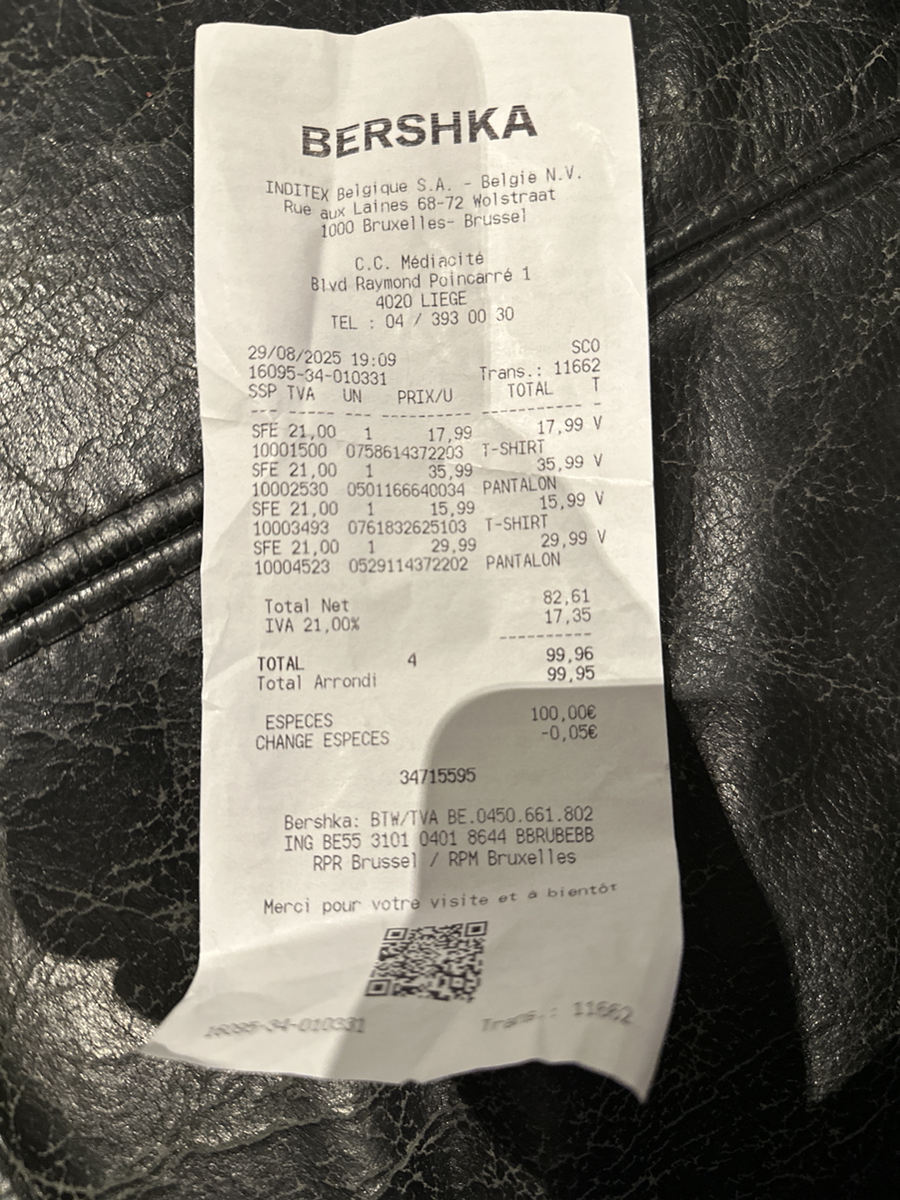 BERSHKA
INDITEX Belgique S.A. - Belgie N.V.
Rue aux Laines 68-72 Wolstraat
1000 Bruxelles- Brussel
C.C. Médiacité
Blvd Raymond Poincarré 1
4020 LIEGE
TEL : 04 / 393 00 30
29/08/2025 19:09 SCO
16095-34-010331 Trans.: 11662
SSP TVA UN PRIX/U TOTAL T
--- ----- --- --------- ---------- -
SFE 21,00 1 17,99 17,99 V
10001500 0758614372203 T-SHIRT
SFE 21,00 1 35,99 35,99 V
10002530 0501166640034 PANTALON
SFE 21,00 1 15,99 15,99 V
10003493 0761832625103 T-SHIRT
SFE 21,00 1 29,99 29,99 V
10004523 0529114372202 PANTALON
Total Net 82,61
IVA 21,00% 17,35
----------
TOTAL 4 99,96
Total Arrondi 99,95
ESPECES 100,00€
CHANGE ESPECES -0,05€
34715595
Bershka: BTW/TVA BE.0450.661.802
ING BE55 3101 0401 8644 BBRUBEBB
RPR Brussel / RPM Bruxelles
Merci pour votre visite et à bientôt
16095-34-010331 Trans.: 11662